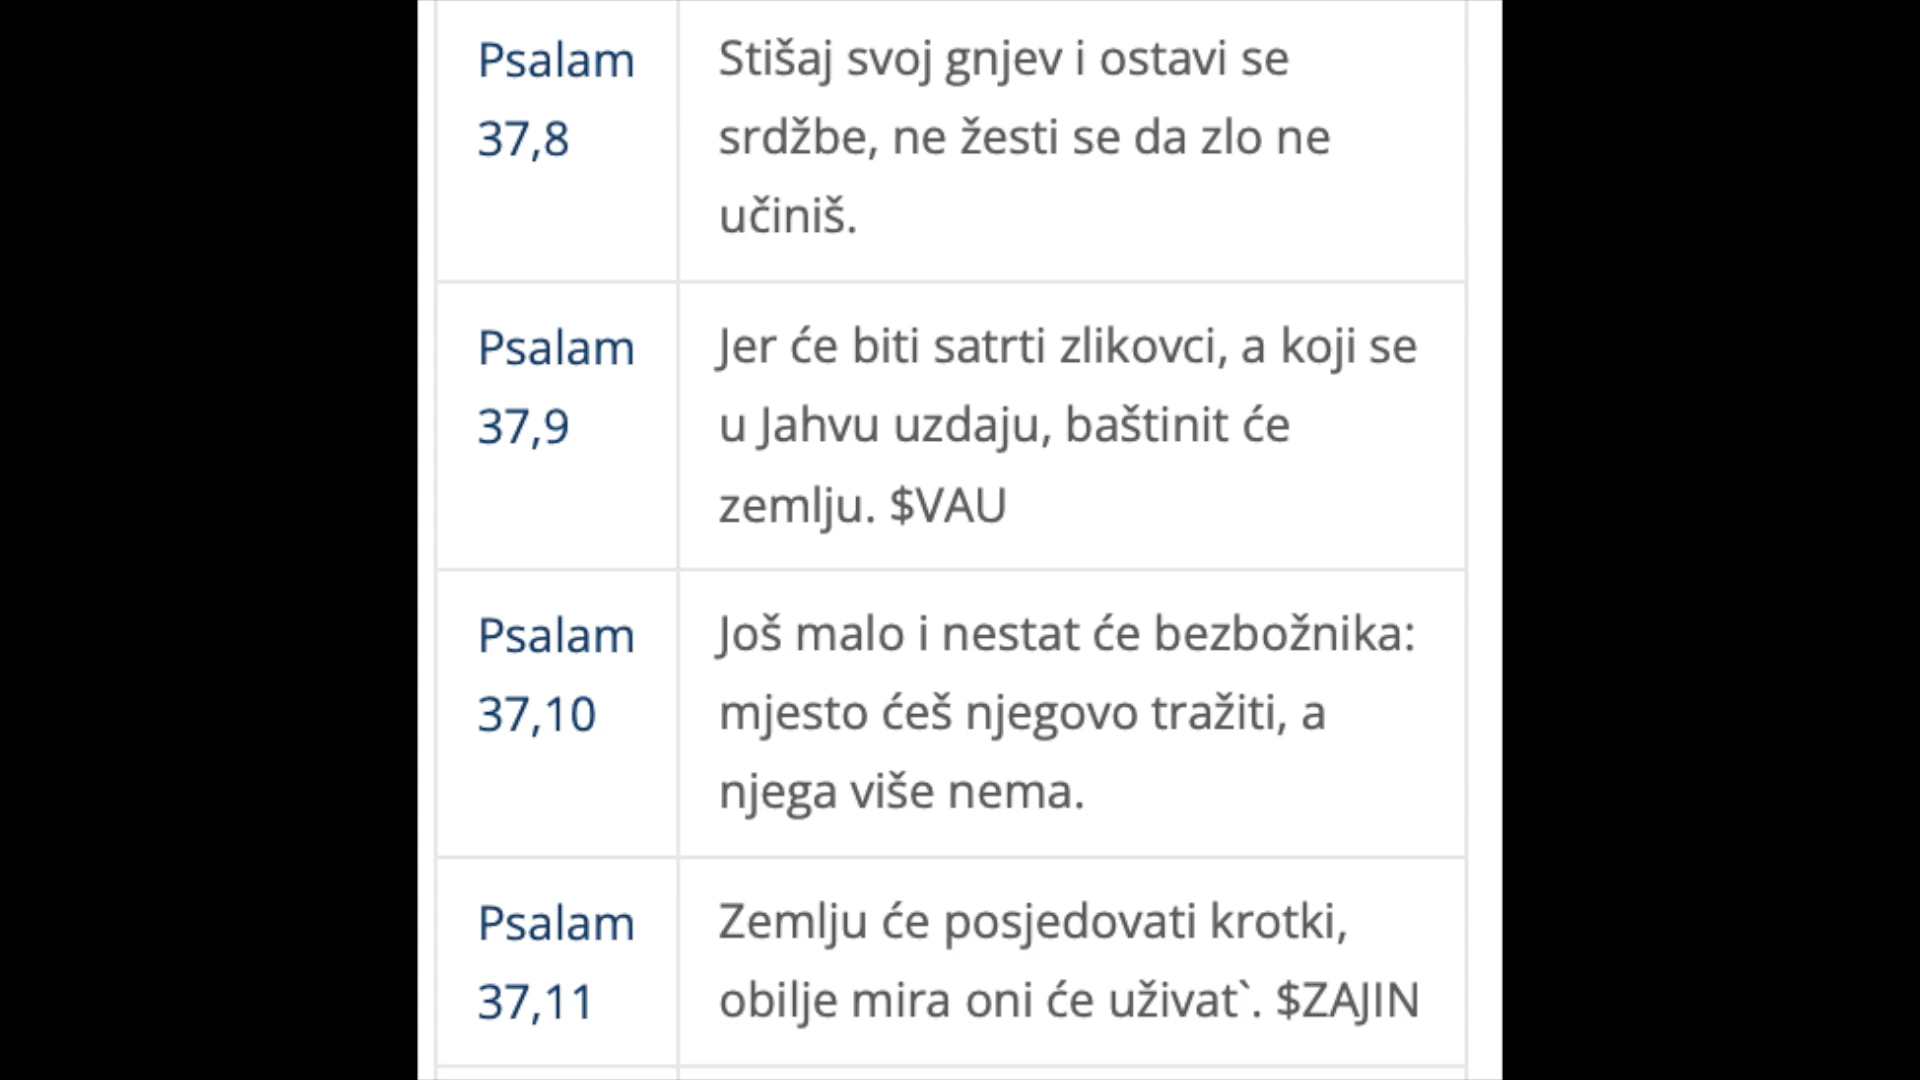 Psalam
37,8
Stišaj svoj gnjev i ostavi se
srdžbe, ne žesti se da zlo ne
učiniš.
Psalam
37,9
Jer će biti satrti zlikovci, a koji se
u Jahvu uzdaju, baštinit će
zemlju. $VAU
Psalam
37,10
Još malo i nestat će bezbožnika:
mjesto ćeš njegovo tražiti, a
njega više nema.
Psalam
37,11
Zemlju će posjedovati krotki,
obilje mira oni će uživat`. $ZAJIN